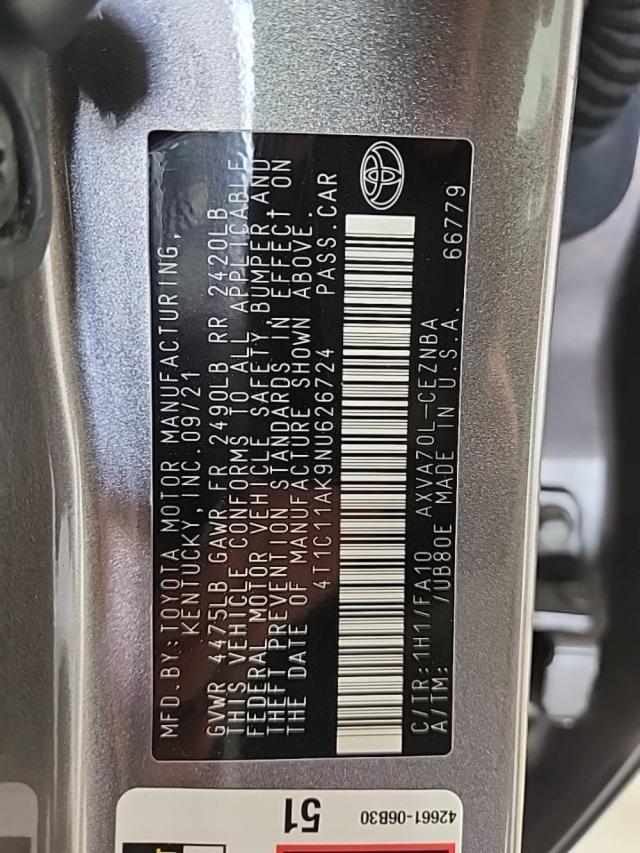 MFD.BY:TOYOTA MOTOR MANUFACTURING,
KENTUCKY,INC.09/21
GVWR 4475LB GAWR FR 2490LB RR 2420LB
THIS VEHICLE CONFORMS TO ALL APPLICABLE
FEDERAL MOTOR VEHICLE SAFETY,BUMPER AND
THEFT PREVENTION STANDARDS IN EFFECT ON
THE DATE OF MANUFACTURE SHOWN ABOVE.
4T1C11AK9NU626724 PASS.CAR
C/TR:1H1/FA10 AXVA70L-CEZNBA
A/TM: /UB80E MADE IN U.S.A. 66779
42661-06B30
51